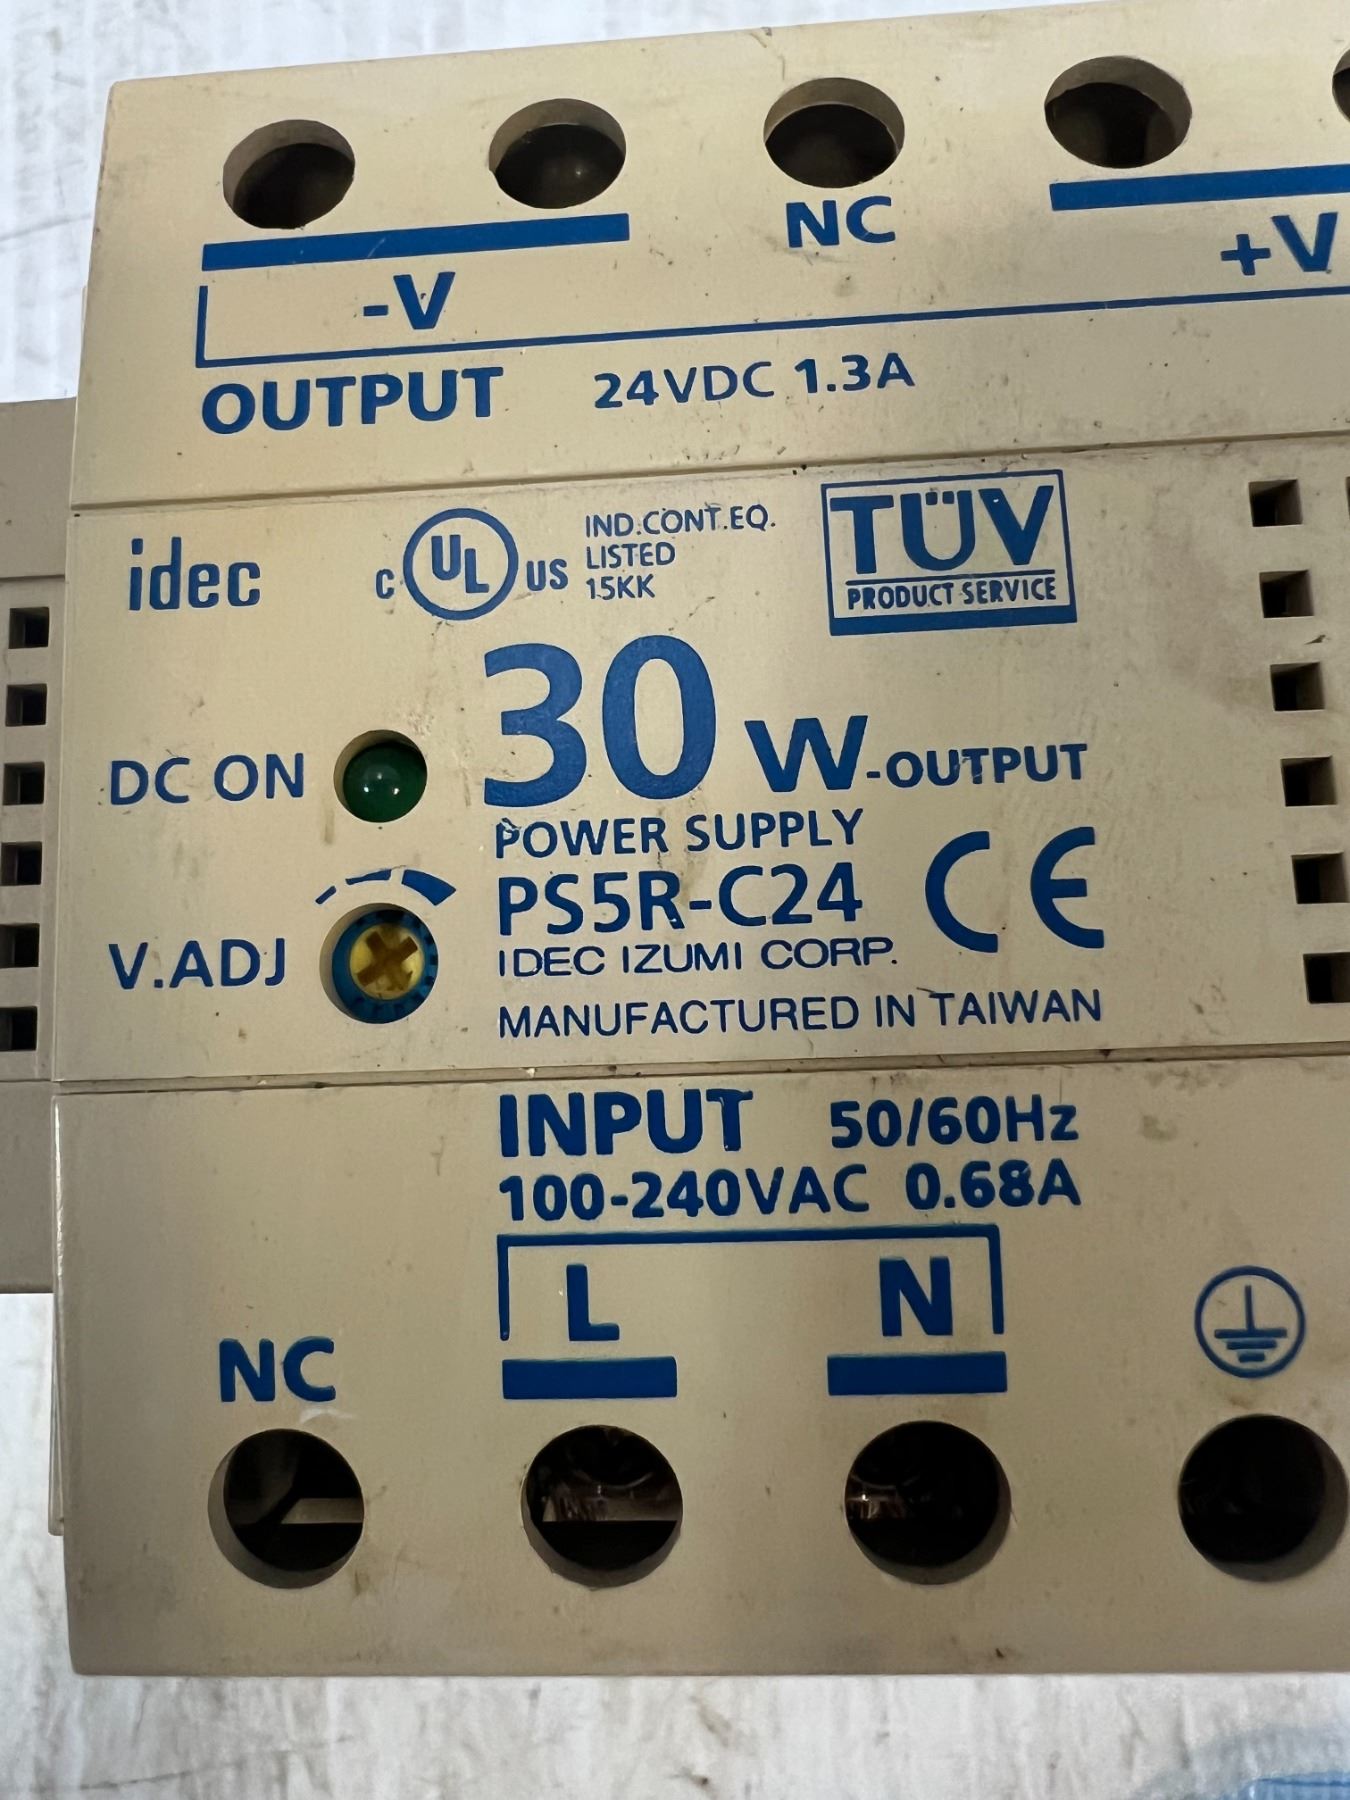 NC
-V
+V
OUTPUT 24VDC 1.3A
idec
C UL US
IND.CONT.EQ.
LISTED
15KK
TÜV
PRODUCT SERVICE
30W-OUTPUT
DC ON
POWER SUPPLY
PS5R-C24
CE
V.ADJ
IDEC IZUMI CORP.
MANUFACTURED IN TAIWAN
INPUT 50/60Hz
100-240VAC 0.68A
L N
NC